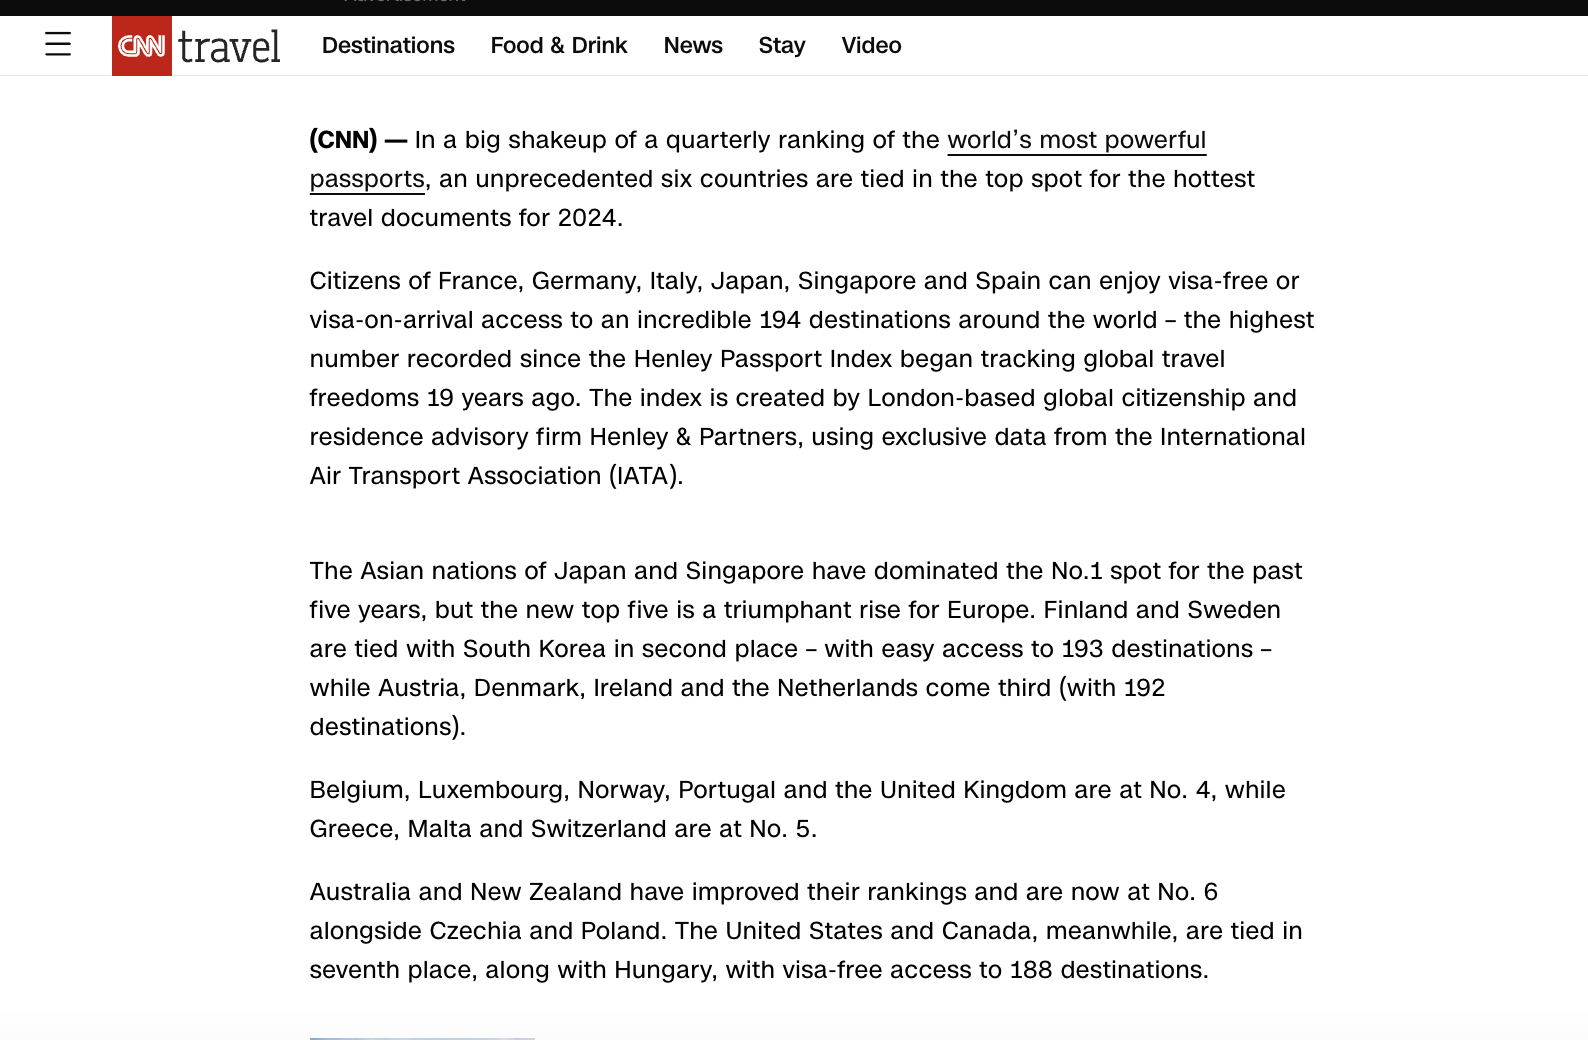 CNN travel Destinations Food & Drink News Stay Video
(CNN) — In a big shakeup of a quarterly ranking of the world’s most powerful
passports, an unprecedented six countries are tied in the top spot for the hottest
travel documents for 2024.
Citizens of France, Germany, Italy, Japan, Singapore and Spain can enjoy visa-free or
visa-on-arrival access to an incredible 194 destinations around the world – the highest
number recorded since the Henley Passport Index began tracking global travel
freedoms 19 years ago. The index is created by London-based global citizenship and
residence advisory firm Henley & Partners, using exclusive data from the International
Air Transport Association (IATA).
The Asian nations of Japan and Singapore have dominated the No.1 spot for the past
five years, but the new top five is a triumphant rise for Europe. Finland and Sweden
are tied with South Korea in second place – with easy access to 193 destinations –
while Austria, Denmark, Ireland and the Netherlands come third (with 192
destinations).
Belgium, Luxembourg, Norway, Portugal and the United Kingdom are at No. 4, while
Greece, Malta and Switzerland are at No. 5.
Australia and New Zealand have improved their rankings and are now at No. 6
alongside Czechia and Poland. The United States and Canada, meanwhile, are tied in
seventh place, along with Hungary, with visa-free access to 188 destinations.